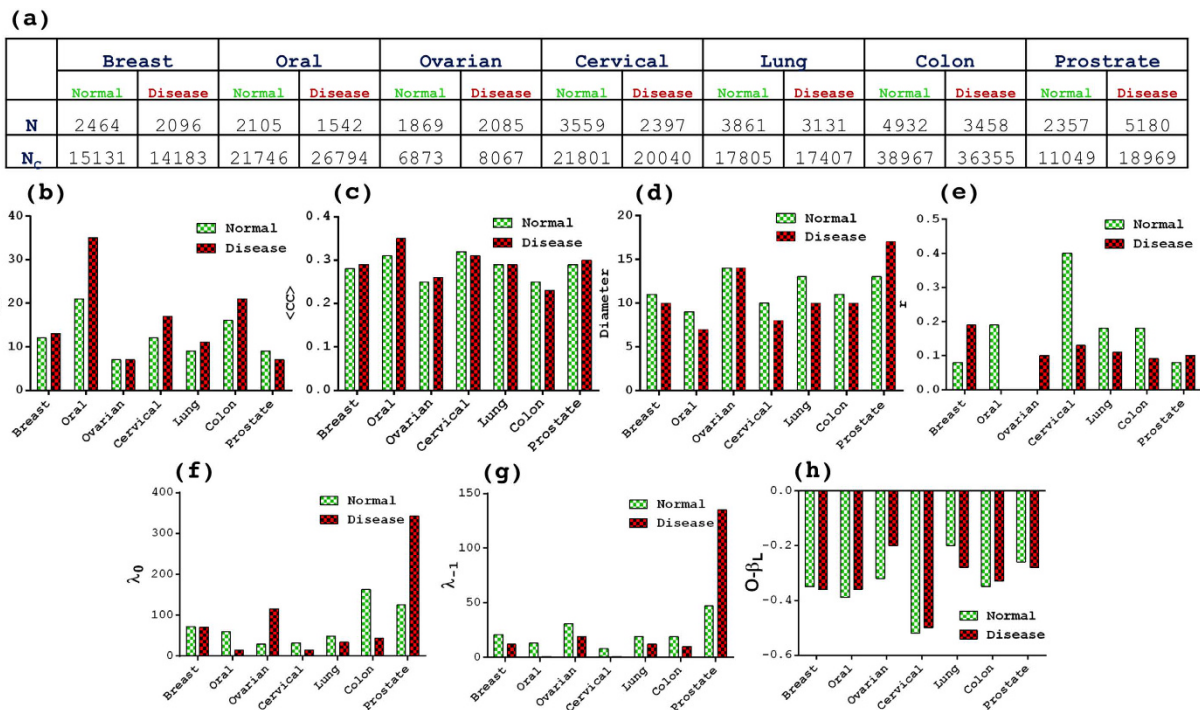 (a)
Breast Oral Ovarian Cervical Lung Colon Prostrate
Normal Disease Normal Disease Normal Disease Normal Disease Normal Disease Normal Disease Normal Disease
N 2464 2096 2105 1542 1869 2085 3559 2397 3861 3131 4932 3458 2357 5180
N_C 15131 14183 21746 26794 6873 8067 21801 20040 17805 17407 38967 36355 11049 18969
(b)
40
30
20
10
0
Normal
Disease
Breast
Oral
Ovarian
Cervical
Lung
Colon
Prostate
(c)
<CC>
0.4
0.3
0.2
0.1
0.0
Normal
Disease
Breast
Oral
Ovarian
Cervical
Lung
Colon
Prostate
(d)
Diameter
20
15
10
5
0
Normal
Disease
Breast
Oral
Ovarian
Cervical
Lung
Colon
Prostate
(e)
r
0.5
0.4
0.3
0.2
0.1
0.0
Normal
Disease
Breast
Oral
Ovarian
Cervical
Lung
Colon
Prostate
(f)
λ0
400
300
200
100
0
Normal
Disease
Breast
Oral
Ovarian
Cervical
Lung
Colon
Prostate
(g)
λ-1
150
100
50
0
Normal
Disease
Breast
Oral
Ovarian
Cervical
Lung
Colon
Prostate
(h)
O-βL
0.0
-0.2
-0.4
-0.6
Normal
Disease
Breast
Oral
Ovarian
Cervical
Lung
Colon
Prostate